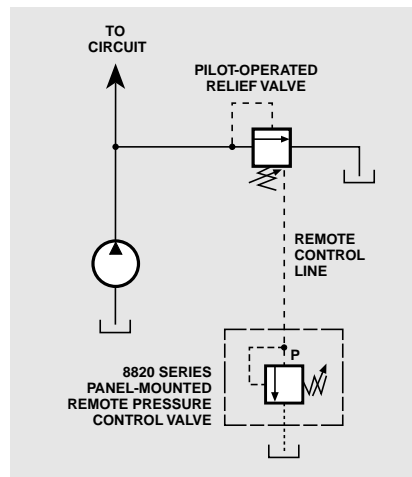 TO
CIRCUIT
PILOT-OPERATED
RELIEF VALVE
REMOTE
CONTROL
LINE
P
8820 SERIES
PANEL-MOUNTED
REMOTE PRESSURE
CONTROL VALVE